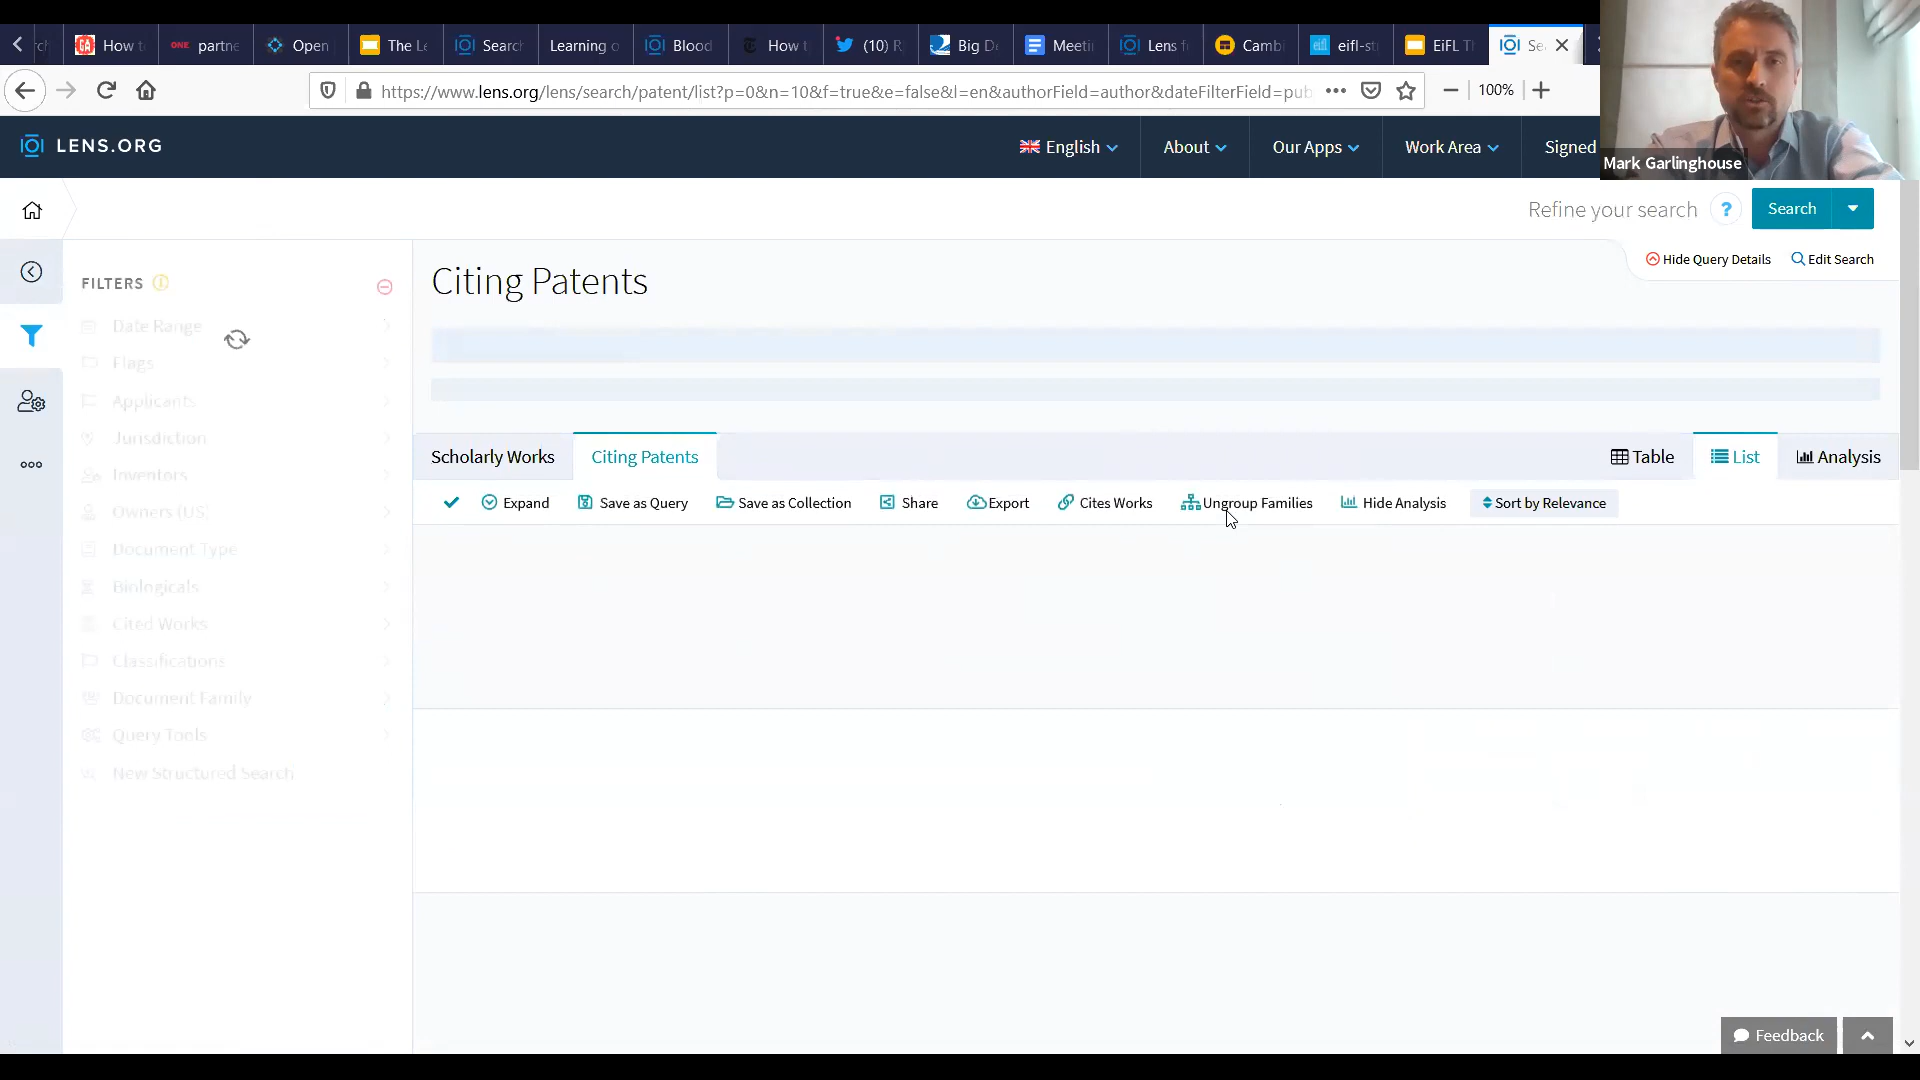 How t
ONE partne
Open
The Le
Search
Learning o
Blood
How t
(10) R
Big D
Meeti
Lens f
Cambi
eifl eifl-st
EiFL T
Se
https://www.lens.org/lens/search/patent/list?p=0&n=10&f=true&e=false&l=en&authorField=author&dateFilterField=pub
100%
LENS.ORG
English
About
Our Apps
Work Area
Signed
Mark Garlinghouse
Refine your search
?
Search
Hide Query Details
Edit Search
FILTERS
Date Range
Flags
Applicants
Jurisdiction
Inventors
Owners (US)
Document Type
Biologicals
Cited Works
Classifications
Document Family
Query Tools
New Structured Search
Citing Patents
Scholarly Works
Citing Patents
Table
List
Analysis
Expand
Save as Query
Save as Collection
Share
Export
Cites Works
Ungroup Families
Hide Analysis
Sort by Relevance
Feedback